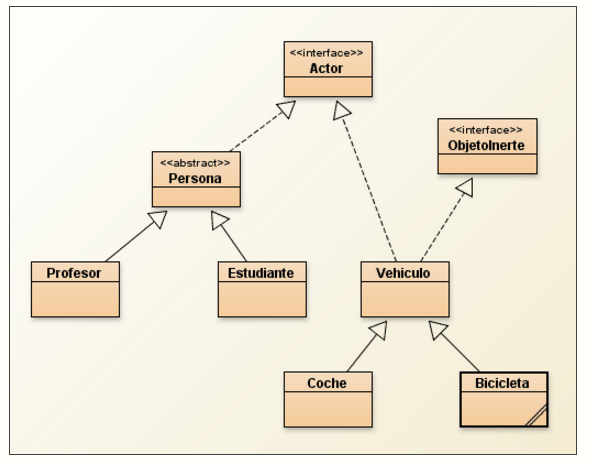 <<interface>>
Actor
<<interface>>
ObjetoInerte
<<abstract>>
Persona
Profesor
Estudiante
Vehiculo
Coche
Bicicleta